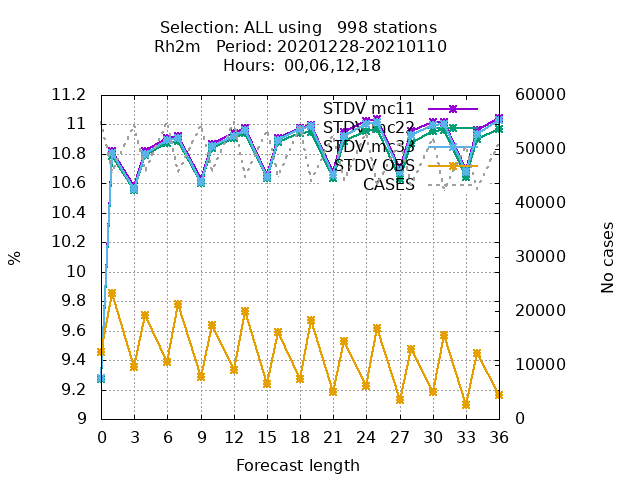 Selection: ALL using 998 stations
Rh2m Period: 20201228-20210110
Hours: 00,06,12,18
STDV mc11
STDV mc22
STDV mc33
STDV OBS
CASES
11.2
11
10.8
10.6
10.4
10.2
10
9.8
9.6
9.4
9.2
9
%
60000
50000
40000
30000
20000
10000
0
No cases
0 3 6 9 12 15 18 21 24 27 30 33 36
Forecast length